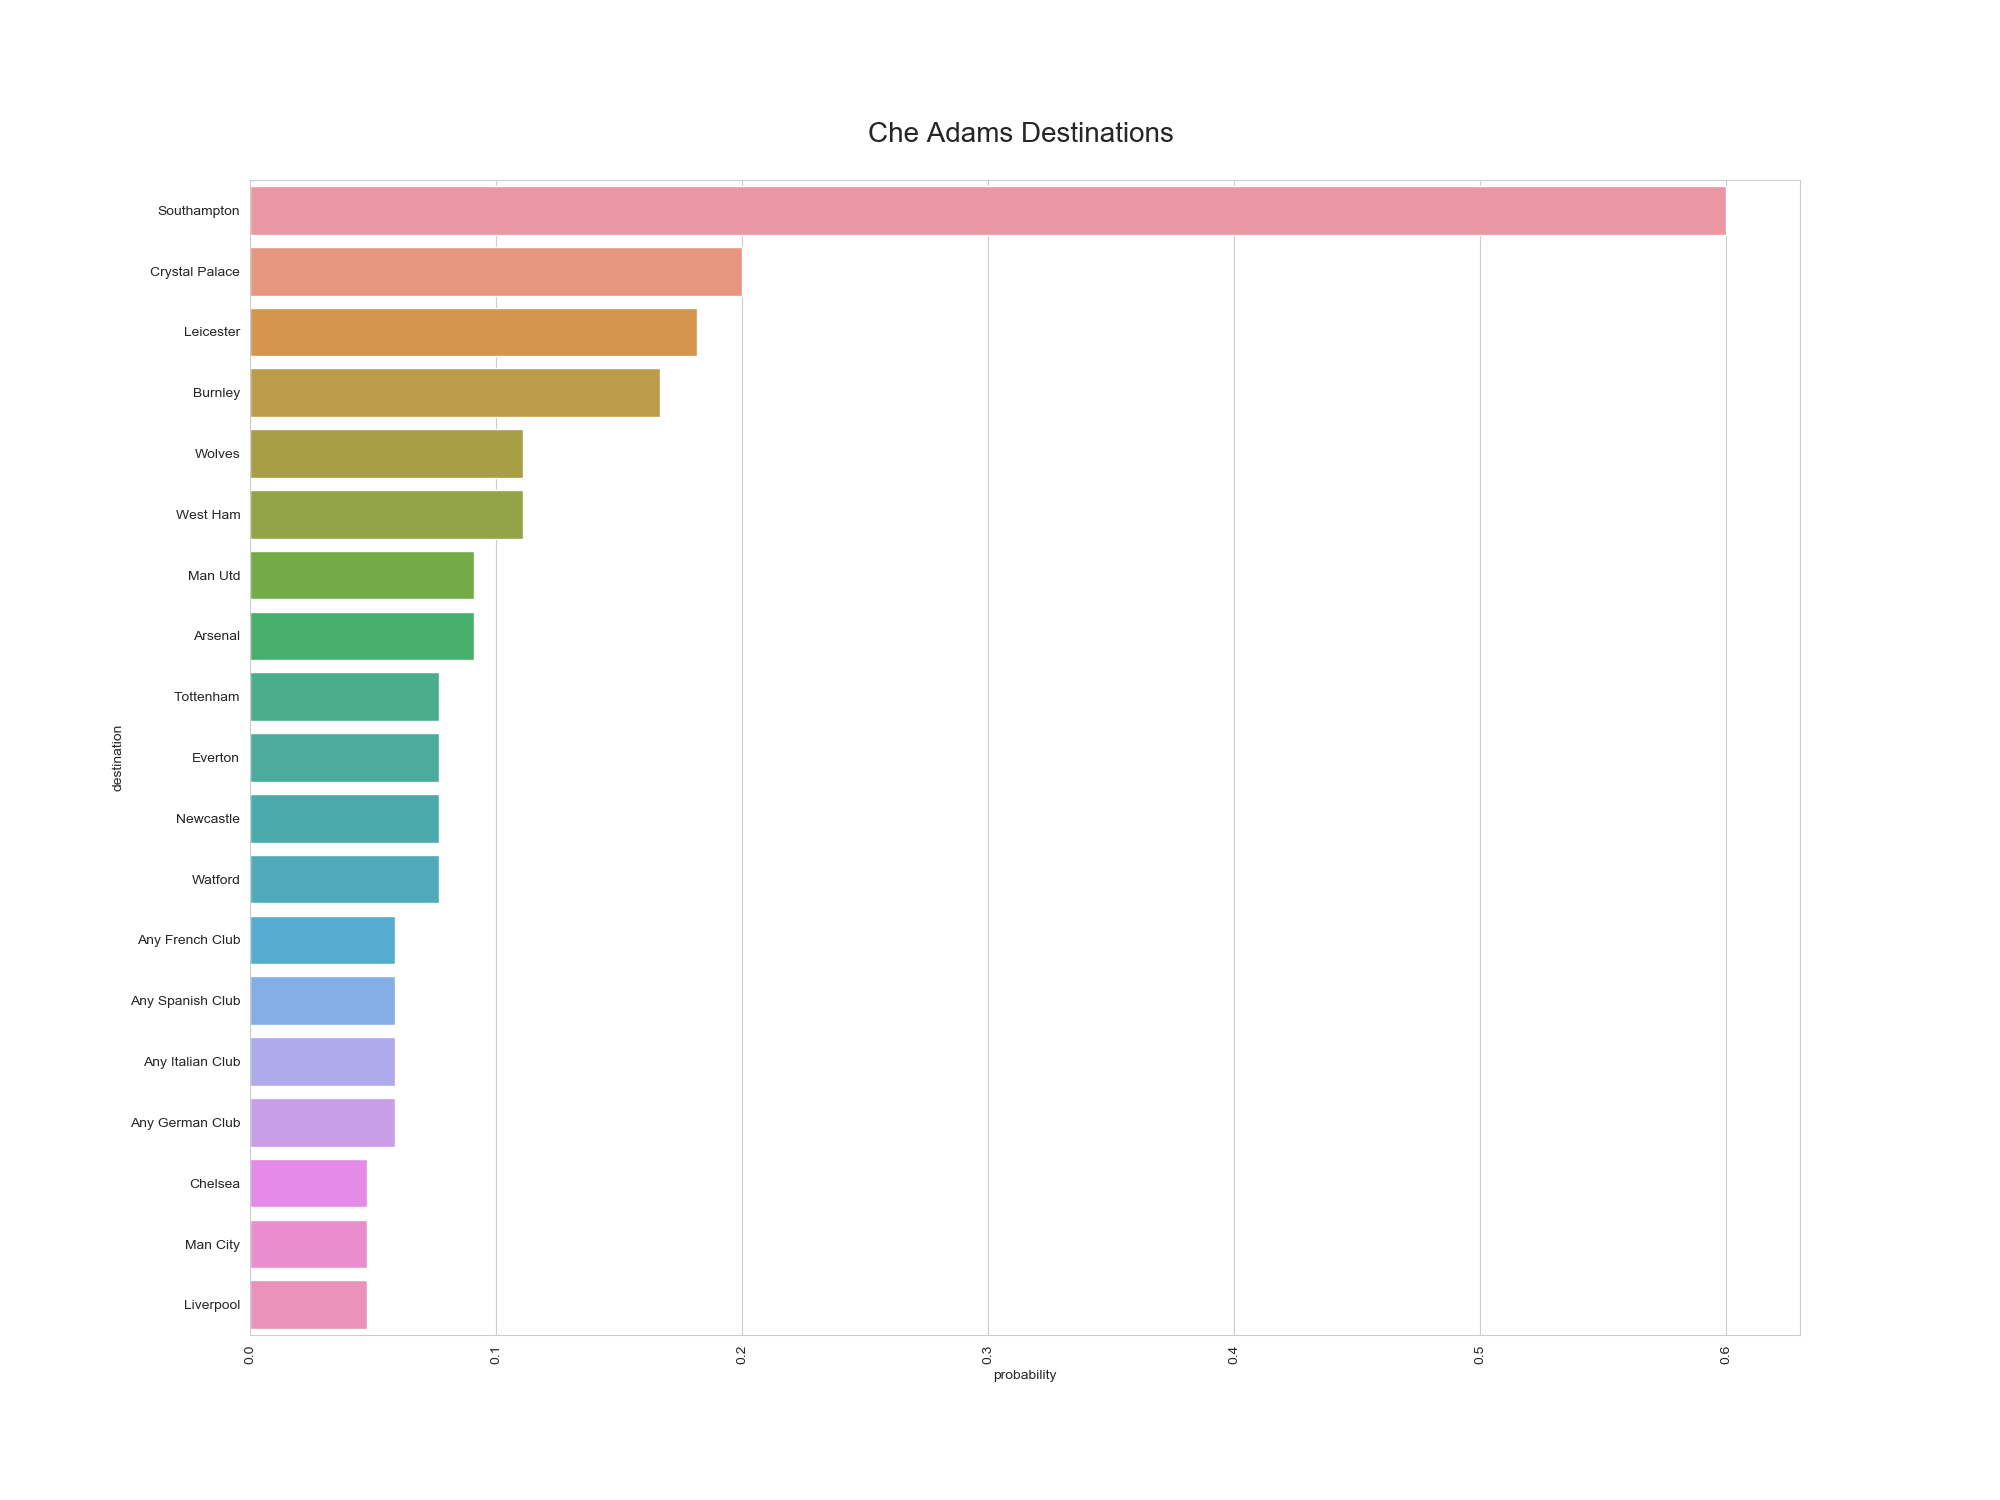 Che Adams Destinations
Southampton
Crystal Palace
Leicester
Burnley
Wolves
West Ham
Man Utd
Arsenal
Tottenham
Everton
Newcastle
Watford
Any French Club
Any Spanish Club
Any Italian Club
Any German Club
Chelsea
Man City
Liverpool
destination
0.0 0.1 0.2 0.3 0.4 0.5 0.6
probability